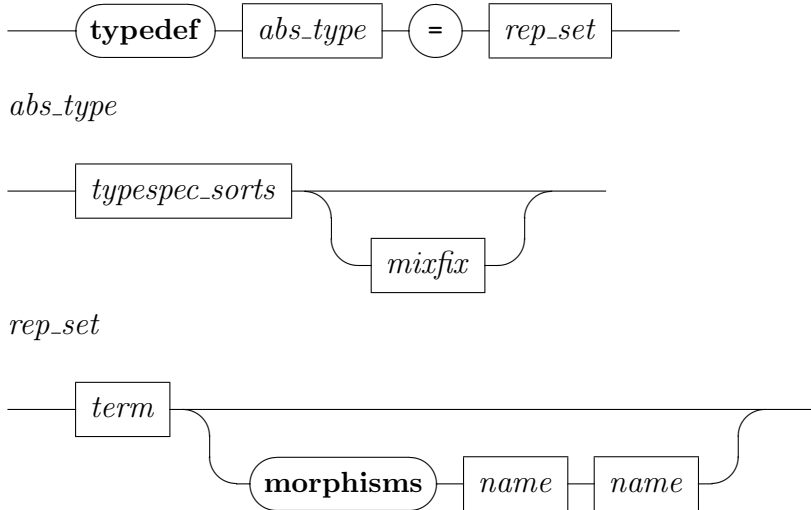 typedef abs_type = rep_set
abs_type
typespec_sorts
mixfix
rep_set
term
morphisms name name